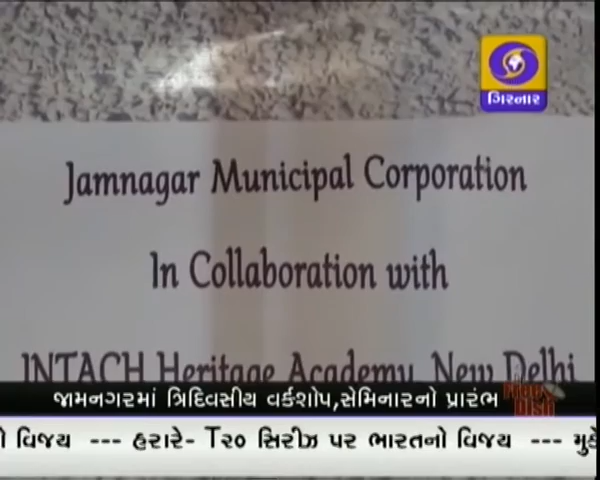 ગિરનાર
Jamnagar Municipal Corporation
In Collaboration with
INTACH Heritage Academy, New Delhi
જામનગરમાં ત્રિદિવસીય વર્કશોપ,સેમિનારનો પ્રારંભ
વિજય --- હરારે- T૨૦ સિરીઝ પર ભારતનો વિજય ---